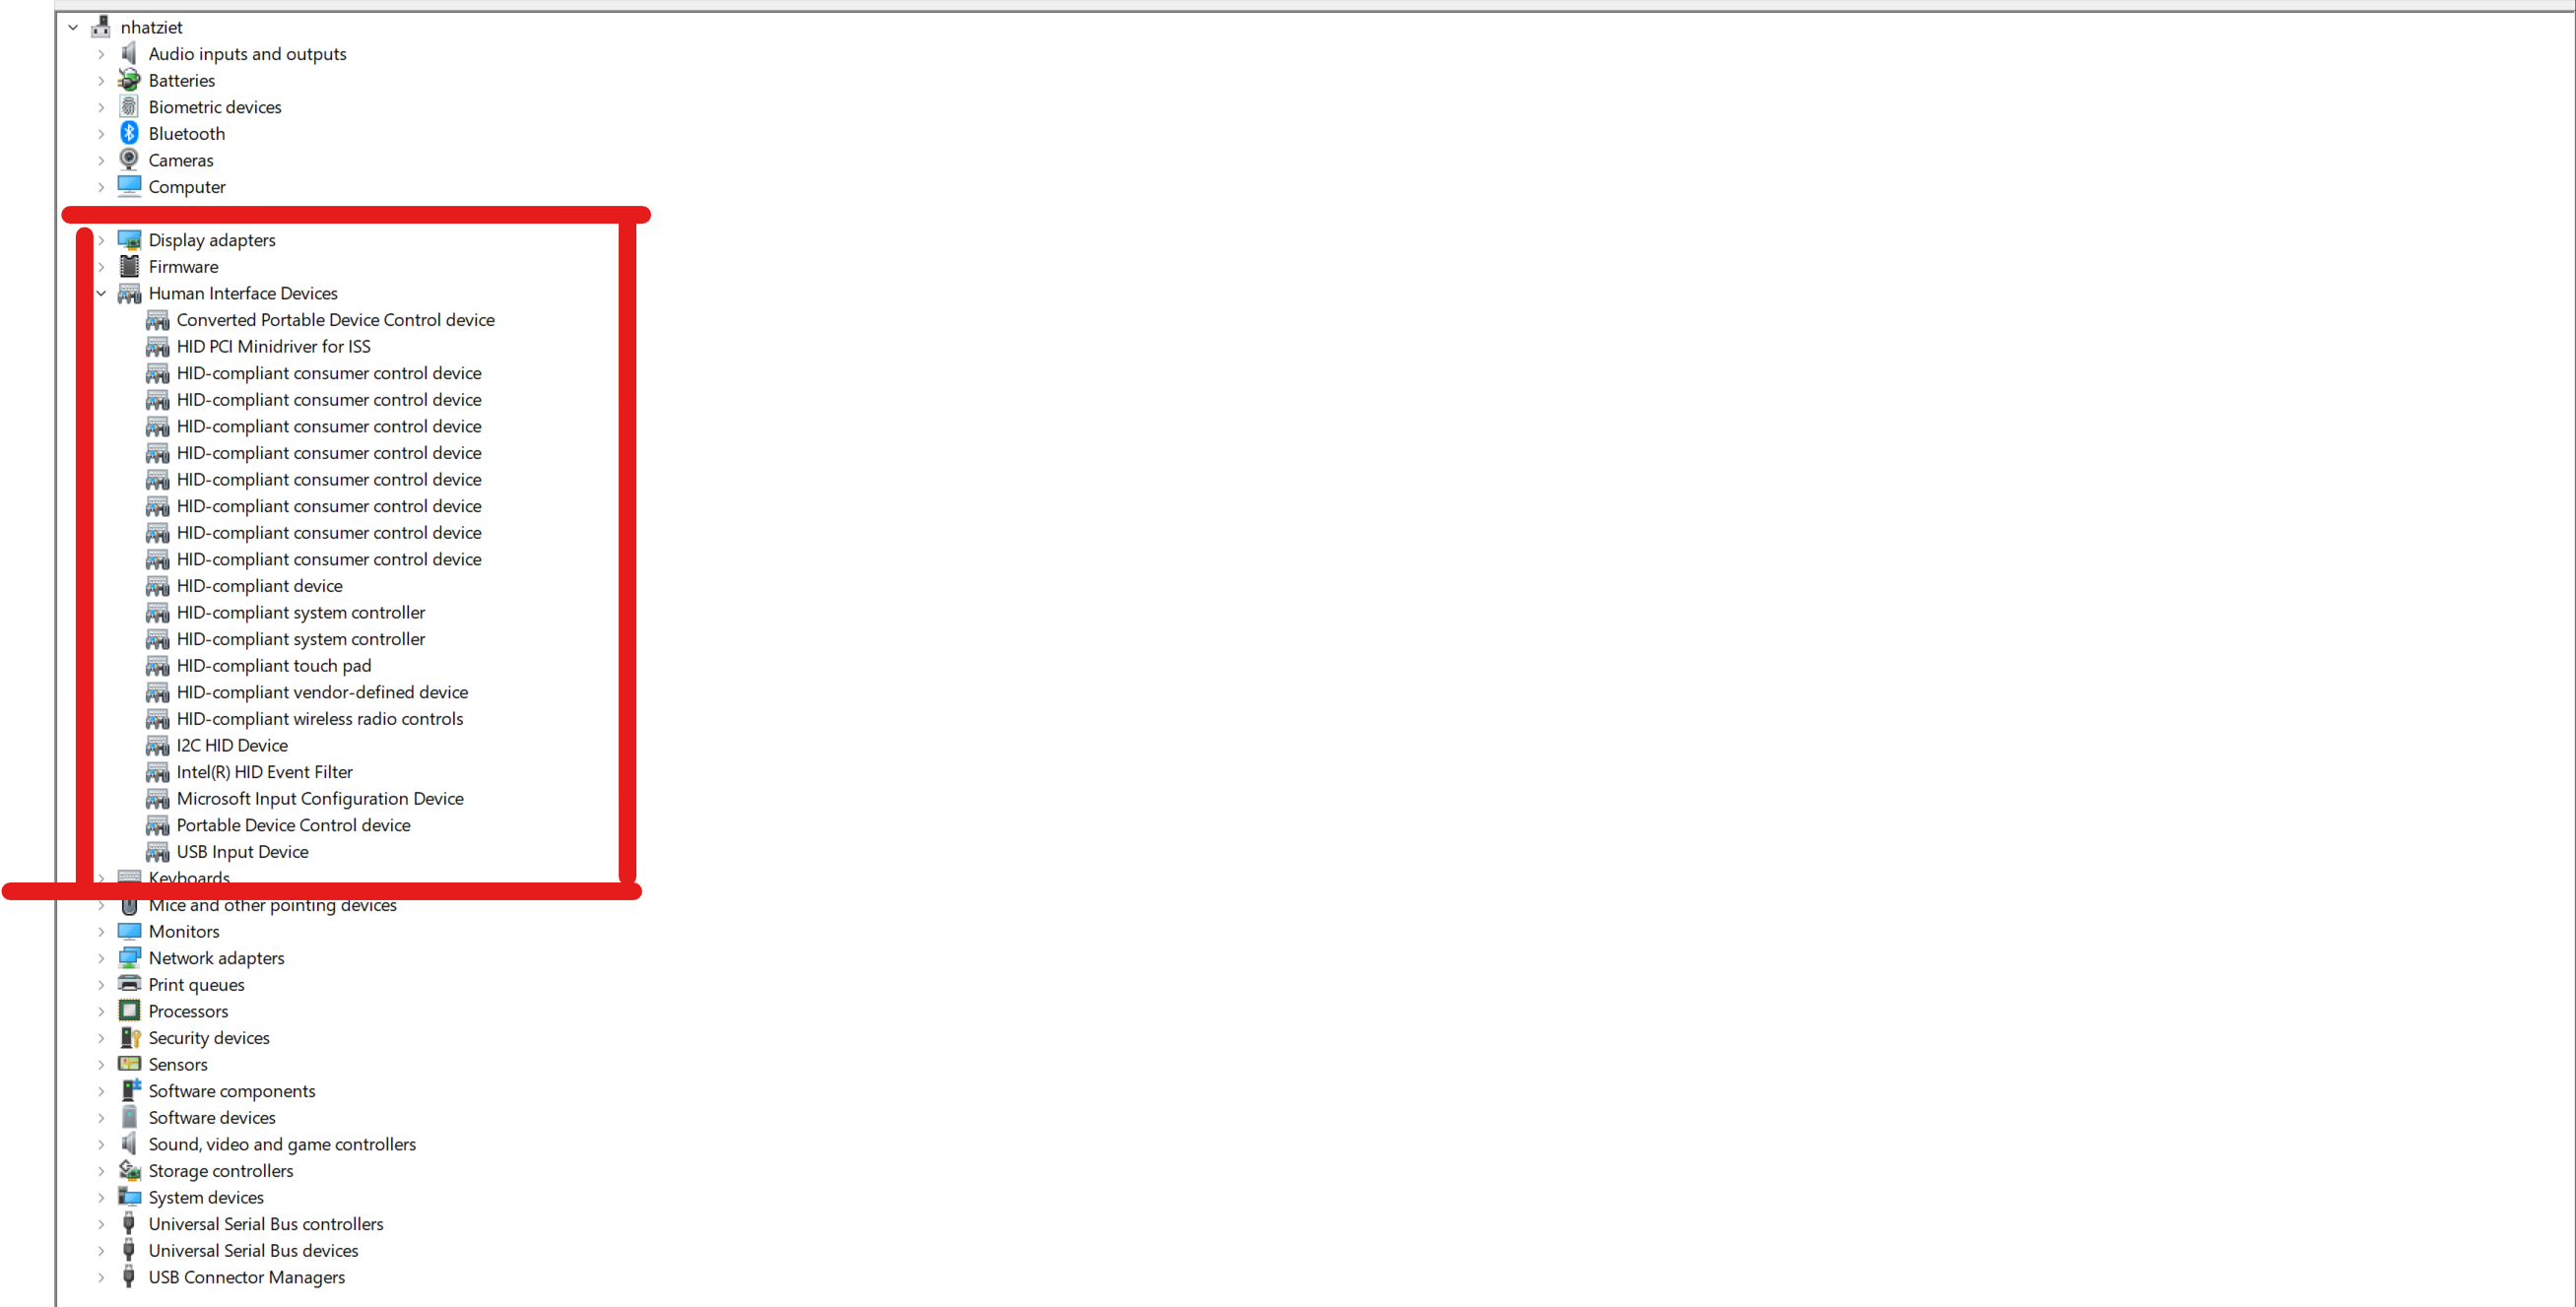 nhatziet
Audio inputs and outputs
Batteries
Biometric devices
Bluetooth
Cameras
Computer
Display adapters
Firmware
Human Interface Devices
Converted Portable Device Control device
HID PCI Minidriver for ISS
HID-compliant consumer control device
HID-compliant consumer control device
HID-compliant consumer control device
HID-compliant consumer control device
HID-compliant consumer control device
HID-compliant consumer control device
HID-compliant consumer control device
HID-compliant consumer control device
HID-compliant device
HID-compliant system controller
HID-compliant system controller
HID-compliant touch pad
HID-compliant vendor-defined device
HID-compliant wireless radio controls
I2C HID Device
Intel(R) HID Event Filter
Microsoft Input Configuration Device
Portable Device Control device
USB Input Device
Keyboards
Mice and other pointing devices
Monitors
Network adapters
Print queues
Processors
Security devices
Sensors
Software components
Software devices
Sound, video and game controllers
Storage controllers
System devices
Universal Serial Bus controllers
Universal Serial Bus devices
USB Connector Managers